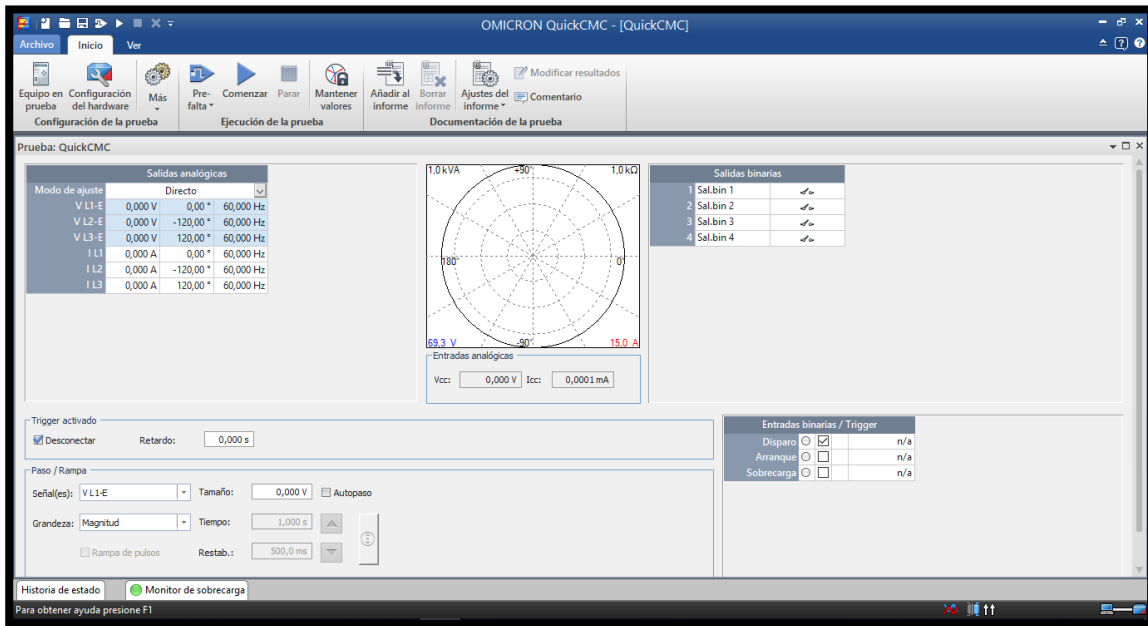 OMICRON QuickCMC - [QuickCMC]
Archivo Inicio Ver
Equipo en prueba
Configuración del hardware
Más
Pre-falta
Comenzar
Parar
Mantener valores
Añadir al informe
Borrar informe
Ajustes del informe
Modificar resultados
Comentario
Configuración de la prueba
Ejecución de la prueba
Documentación de la prueba
Prueba: QuickCMC
Salidas analógicas
Modo de ajuste Directo
V L1-E 0,000 V 0,00 ° 60,000 Hz
V L2-E 0,000 V -120,00 ° 60,000 Hz
V L3-E 0,000 V 120,00 ° 60,000 Hz
I L1 0,000 A 0,00 ° 60,000 Hz
I L2 0,000 A -120,00 ° 60,000 Hz
I L3 0,000 A 120,00 ° 60,000 Hz
1,0 kVA +90° 1,0 kΩ
180° 0°
69,3 V -90° 15,0 A
Entradas analógicas
Vcc: 0,000 V Icc: 0,0001 mA
Salidas binarias
1 Sal.bin 1
2 Sal.bin 2
3 Sal.bin 3
4 Sal.bin 4
Trigger activado
Desconectar Retardo: 0,000 s
Paso / Rampa
Señal(es): V L1-E Tamaño: 0,000 V Autopaso
Grandeza: Magnitud Tiempo: 1,000 s
Rampa de pulsos Restab.: 500,0 ms
Entradas binarias / Trigger
Disparo n/a
Arranque n/a
Sobrecarga n/a
Historia de estado Monitor de sobrecarga
Para obtener ayuda presione F1